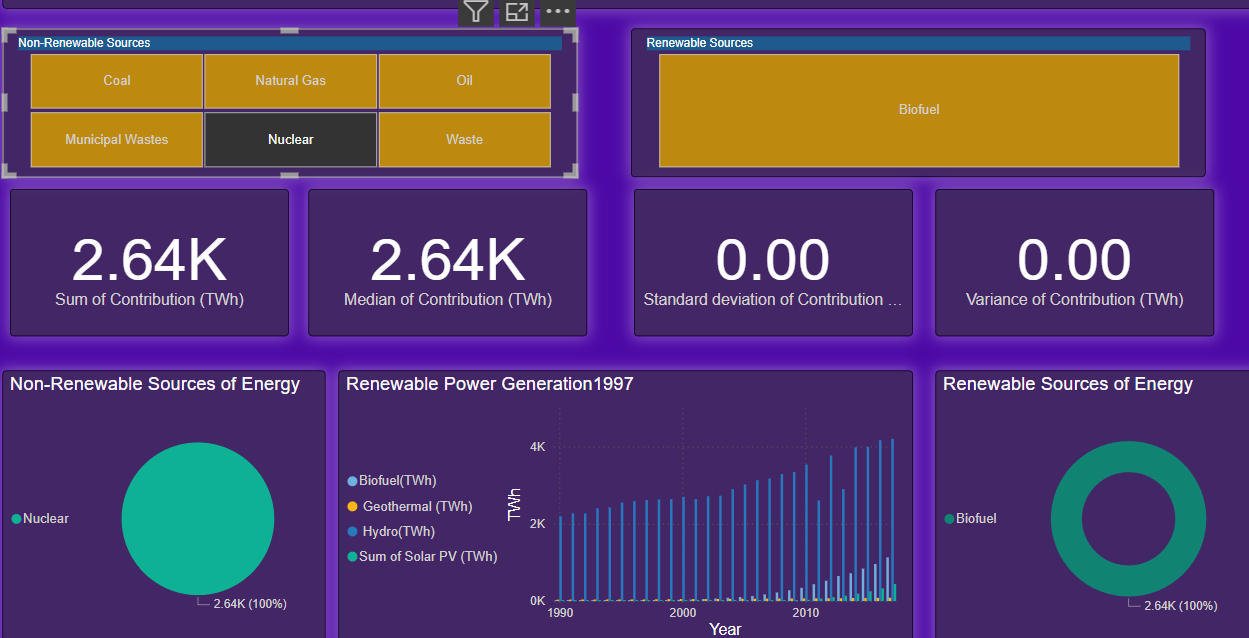 Non-Renewable Sources
Coal
Natural Gas
Oil
Municipal Wastes
Nuclear
Waste
Renewable Sources
Biofuel
2.64K
Sum of Contribution (TWh)
2.64K
Median of Contribution (TWh)
0.00
Standard deviation of Contribution ...
0.00
Variance of Contribution (TWh)
Non-Renewable Sources of Energy
Nuclear
2.64K (100%)
Renewable Power Generation1997
Biofuel(TWh)
Geothermal (TWh)
Hydro(TWh)
Sum of Solar PV (TWh)
TWh
4K
2K
0K
1990
2000
2010
Year
Renewable Sources of Energy
Biofuel
2.64K (100%)